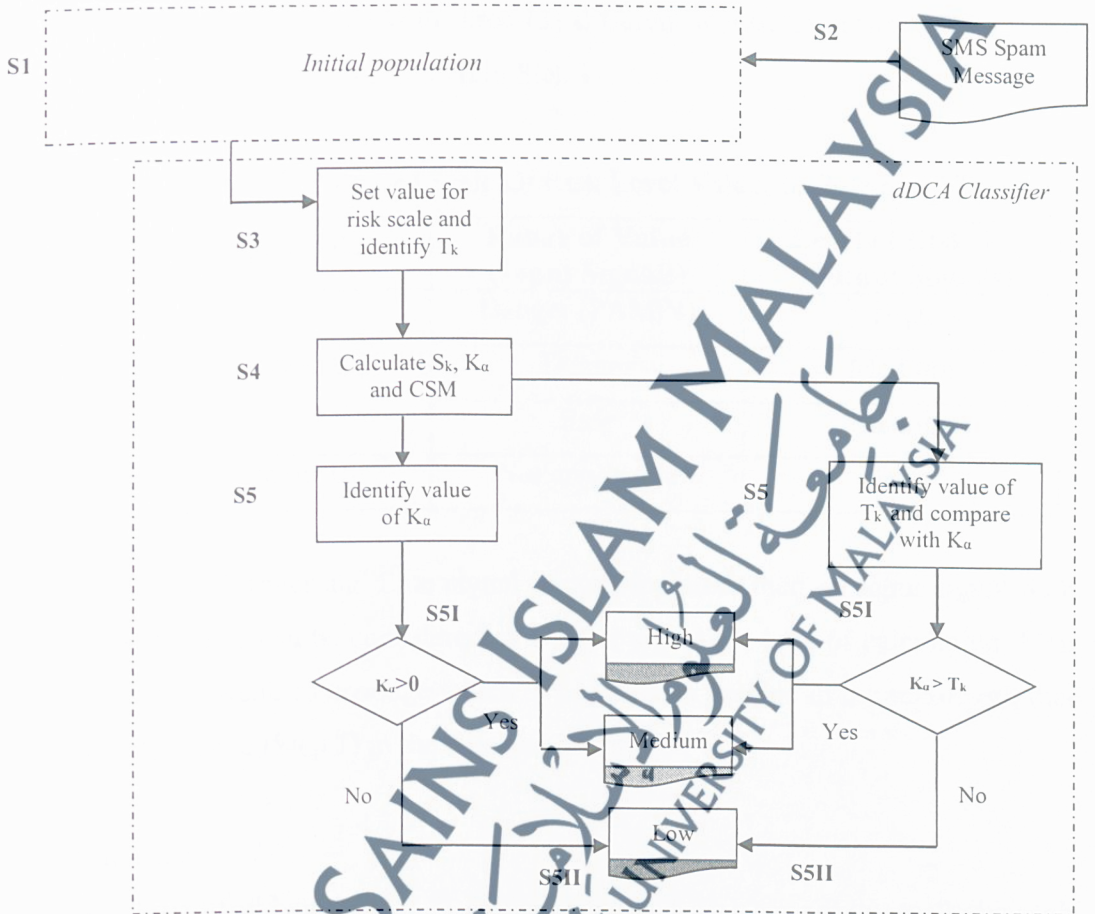 S1
Initial population
S2
SMS Spam
Message
dDCA Classifier
S3
Set value for
risk scale and
identify Tₖ
S4
Calculate Sₖ, Kα
and CSM
S5
Identify value
of Kα
S5
Identify value of
Tₖ and compare
with Kα
S5I
S5I
Kα>0
High
Kα > Tₖ
Yes
Medium
Yes
No
No
Low
S5II
S5II
SAINS ISLAM MALAYSIA
UNIVERSITY OF MALAYSIA